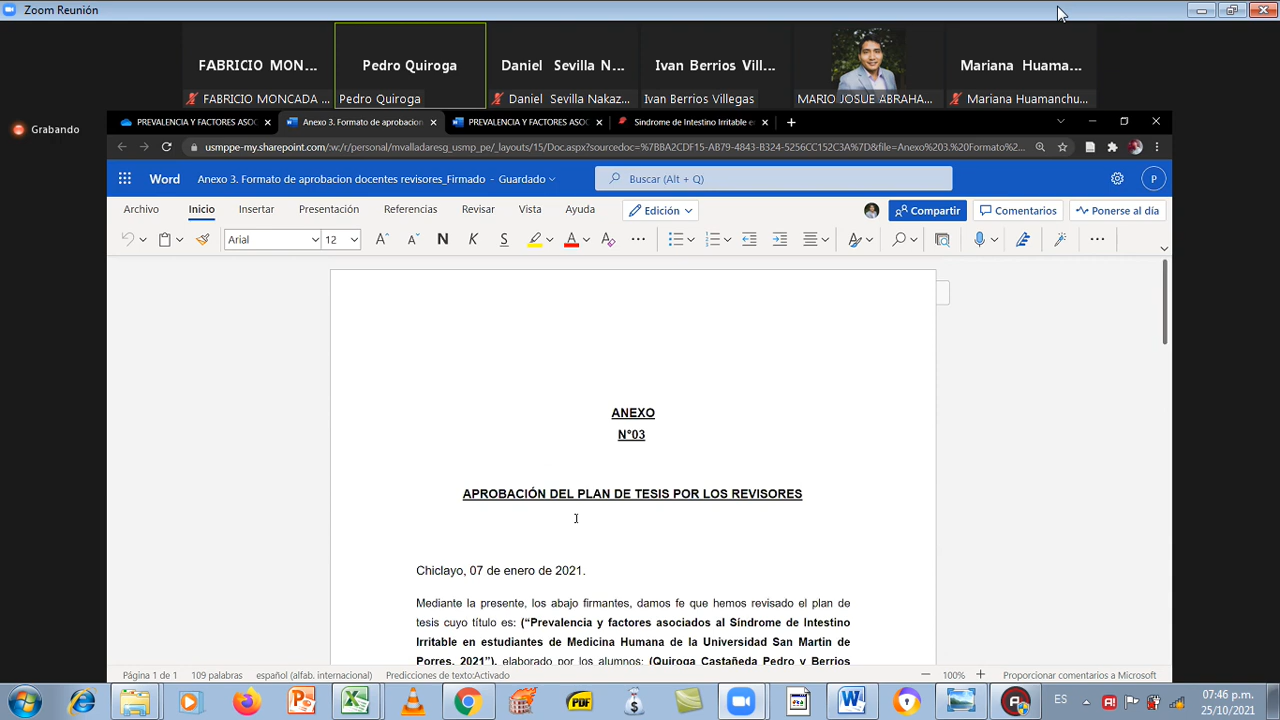 Zoom Reunión
FABRICIO MON...
Pedro Quiroga
Daniel Sevilla N...
Ivan Berrios Vill...
Mariana Huama...
FABRICIO MONCADA ...
Pedro Quiroga
Daniel Sevilla Nakaz...
Ivan Berrios Villegas
MARIO JOSUE ABRAHA...
Mariana Huamanchu...
Grabando
PREVALENCIA Y FACTORES ASOC
Anexo 3. Formato de aprobacion
PREVALENCIA Y FACTORES ASOC
Sindrome de Intestino Irritable e
usmppe-my.sharepoint.com/:w:/r/personal/mvalladaresg_usmp_pe/_layouts/15/Doc.aspx?sourcedoc=%7BBA2CDF15-AB79-4843-B324-5256CC152C3A%7D&file=Anexo%203.%20Formato%2...
Word
Anexo 3. Formato de aprobacion docentes revisores_Firmado - Guardado
Buscar (Alt + Q)
P
Archivo
Inicio
Insertar
Presentación
Referencias
Revisar
Vista
Ayuda
Edición
Compartir
Comentarios
Ponerse al día
Arial
12
N
K
S
ANEXO
N°03
APROBACIÓN DEL PLAN DE TESIS POR LOS REVISORES
Chiclayo, 07 de enero de 2021.
Mediante la presente, los abajo firmantes, damos fe que hemos revisado el plan de
tesis cuyo título es: (“Prevalencia y factores asociados al Síndrome de Intestino
Irritable en estudiantes de Medicina Humana de la Universidad San Martin de
Porres, 2021”), elaborado por los alumnos: (Quiroga Castañeda Pedro y Berrios
Página 1 de 1
109 palabras
español (alfab. internacional)
Predicciones de texto:Activado
100%
Proporcionar comentarios a Microsoft
PDF
ES
07:46 p.m.
25/10/2021